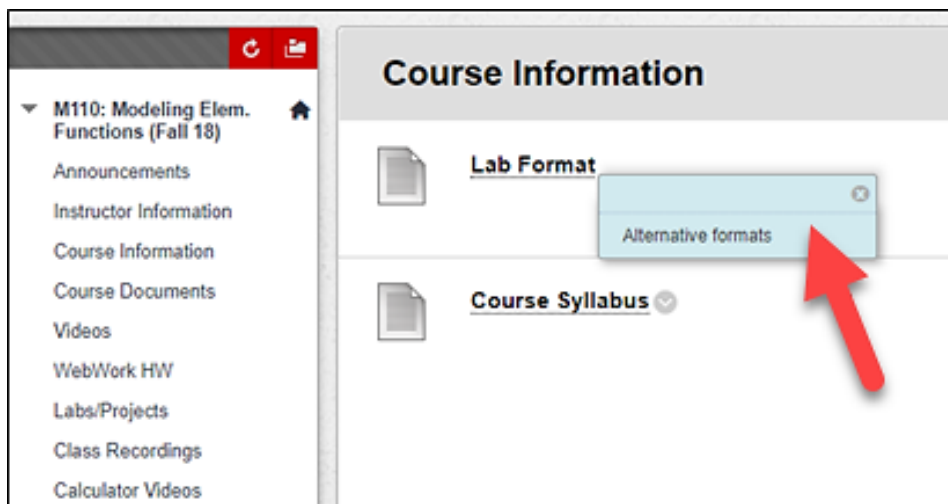 M110: Modeling Elem.
Functions (Fall 18)
Announcements
Instructor Information
Course Information
Course Documents
Videos
WebWork HW
Labs/Projects
Class Recordings
Calculator Videos
Course Information
Lab Format
Alternative formats
Course Syllabus